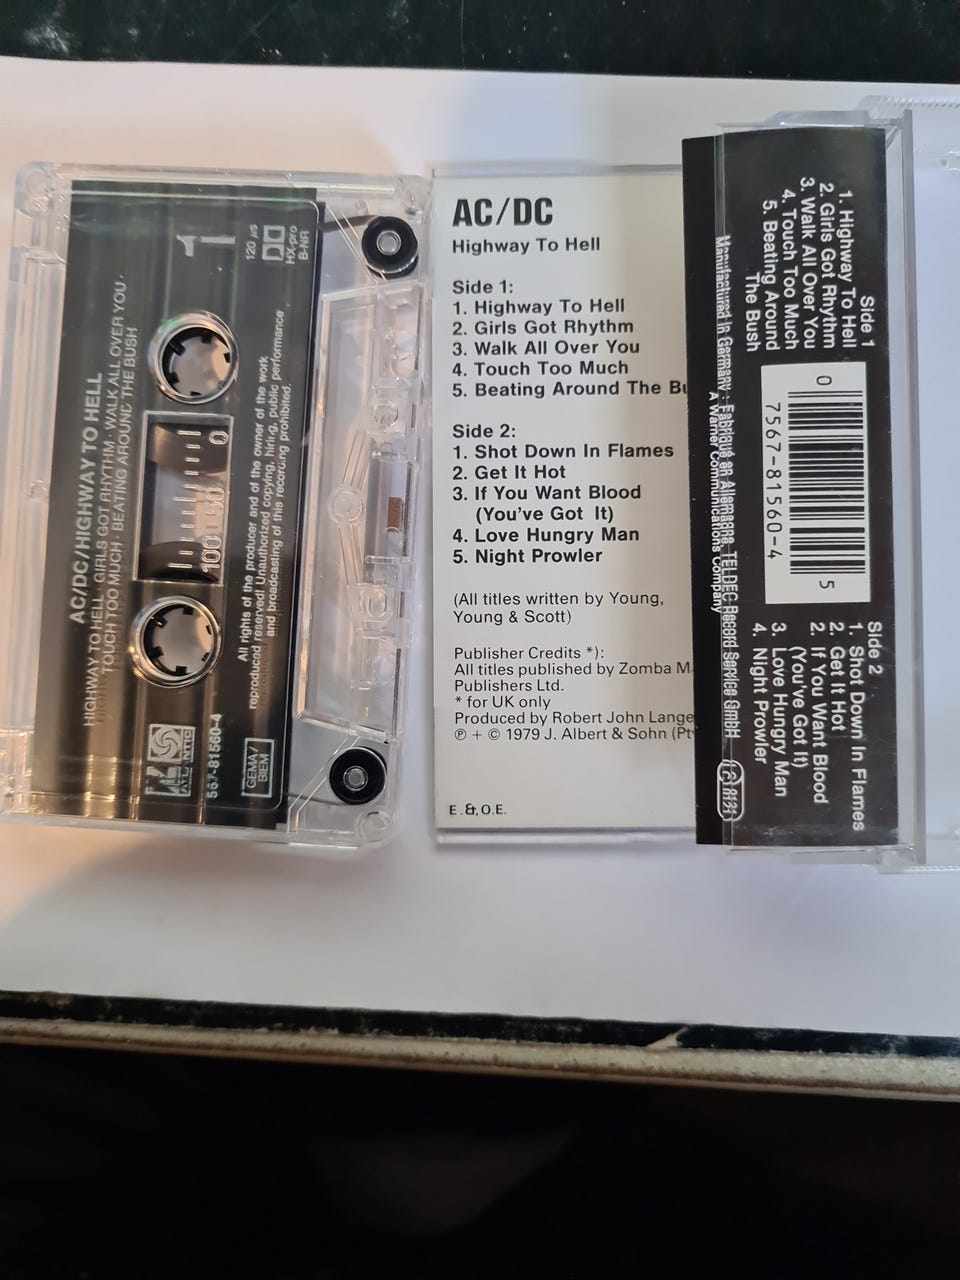 AC/DC/HIGHWAY TO HELL
HIGHWAY TO HELL · GIRLS GOT RHYTHM · WALK ALL OVER YOU ·
TOUCH TOO MUCH · BEATING AROUND THE BUSH
1
0
50
100
120 µs
HX-pro
B-NR
All rights of the producer and of the owner of the work
reproduced reserved! Unauthorized copying, hiring, public performance
and broadcasting of this recording prohibited.
ATLANTIC
567-81560-4
GEMA/
BIEM
AC/DC
Highway To Hell
Side 1:
1. Highway To Hell
2. Girls Got Rhythm
3. Walk All Over You
4. Touch Too Much
5. Beating Around The Bu
Side 2:
1. Shot Down In Flames
2. Get It Hot
3. If You Want Blood
(You've Got It)
4. Love Hungry Man
5. Night Prowler
(All titles written by Young,
Young & Scott)
Publisher Credits *):
All titles published by Zomba M
Publishers Ltd.
* for UK only
Produced by Robert John Lange
℗ + © 1979 J. Albert & Sohn (Pt
E. & O.E.
Side 1
1. Highway To Hell
2. Girls Got Rhythm
3. Walk All Over You
4. Touch Too Much
5. Beating Around
The Bush
0 7567-81560-4 5
Side 2
1. Shot Down In Flames
2. Get It Hot
2. If You Want Blood
(You've Got It)
3. Love Hungry Man
4. Night Prowler
Manufactured in Germany · Fabriqué en Allemagne, TELDEC Record Service GmbH
A Warner Communications Company